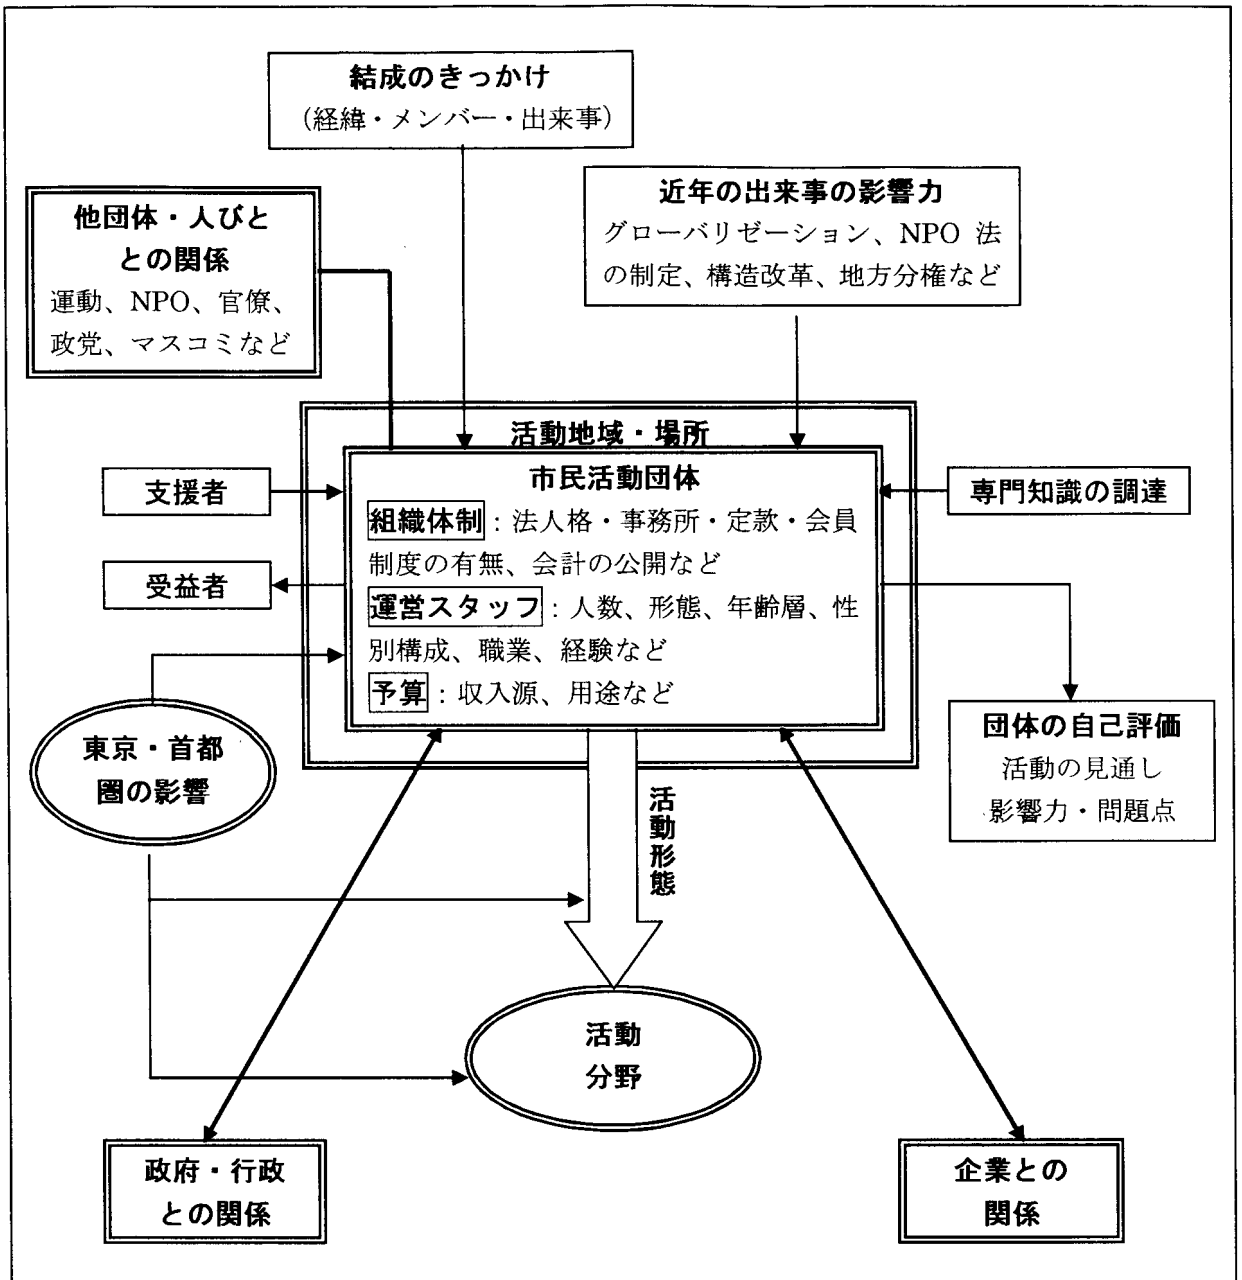 結成のきっかけ
（経緯・メンバー・出来事）
近年の出来事の影響力
グローバリゼーション、NPO 法
の制定、構造改革、地方分権など
他団体・人びと
との関係
運動、NPO、官僚、
政党、マスコミなど
活動地域・場所
市民活動団体
組織体制：法人格・事務所・定款・会員
制度の有無、会計の公開など
運営スタッフ：人数、形態、年齢層、性
別構成、職業、経験など
予算：収入源、用途など
支援者
受益者
専門知識の調達
東京・首都
圏の影響
団体の自己評価
活動の見通し
影響力・問題点
活動形態
活動
分野
政府・行政
との関係
企業との
関係